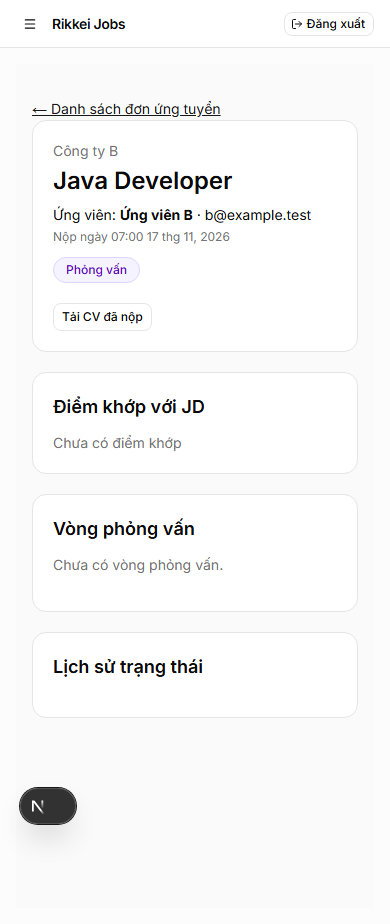 Rikkei Jobs
Đăng xuất
← Danh sách đơn ứng tuyển
Công ty B
Java Developer
Ứng viên: Ứng viên B · b@example.test
Nộp ngày 07:00 17 thg 11, 2026
Phỏng vấn
Tải CV đã nộp
Điểm khớp với JD
Chưa có điểm khớp
Vòng phỏng vấn
Chưa có vòng phỏng vấn.
Lịch sử trạng thái
N